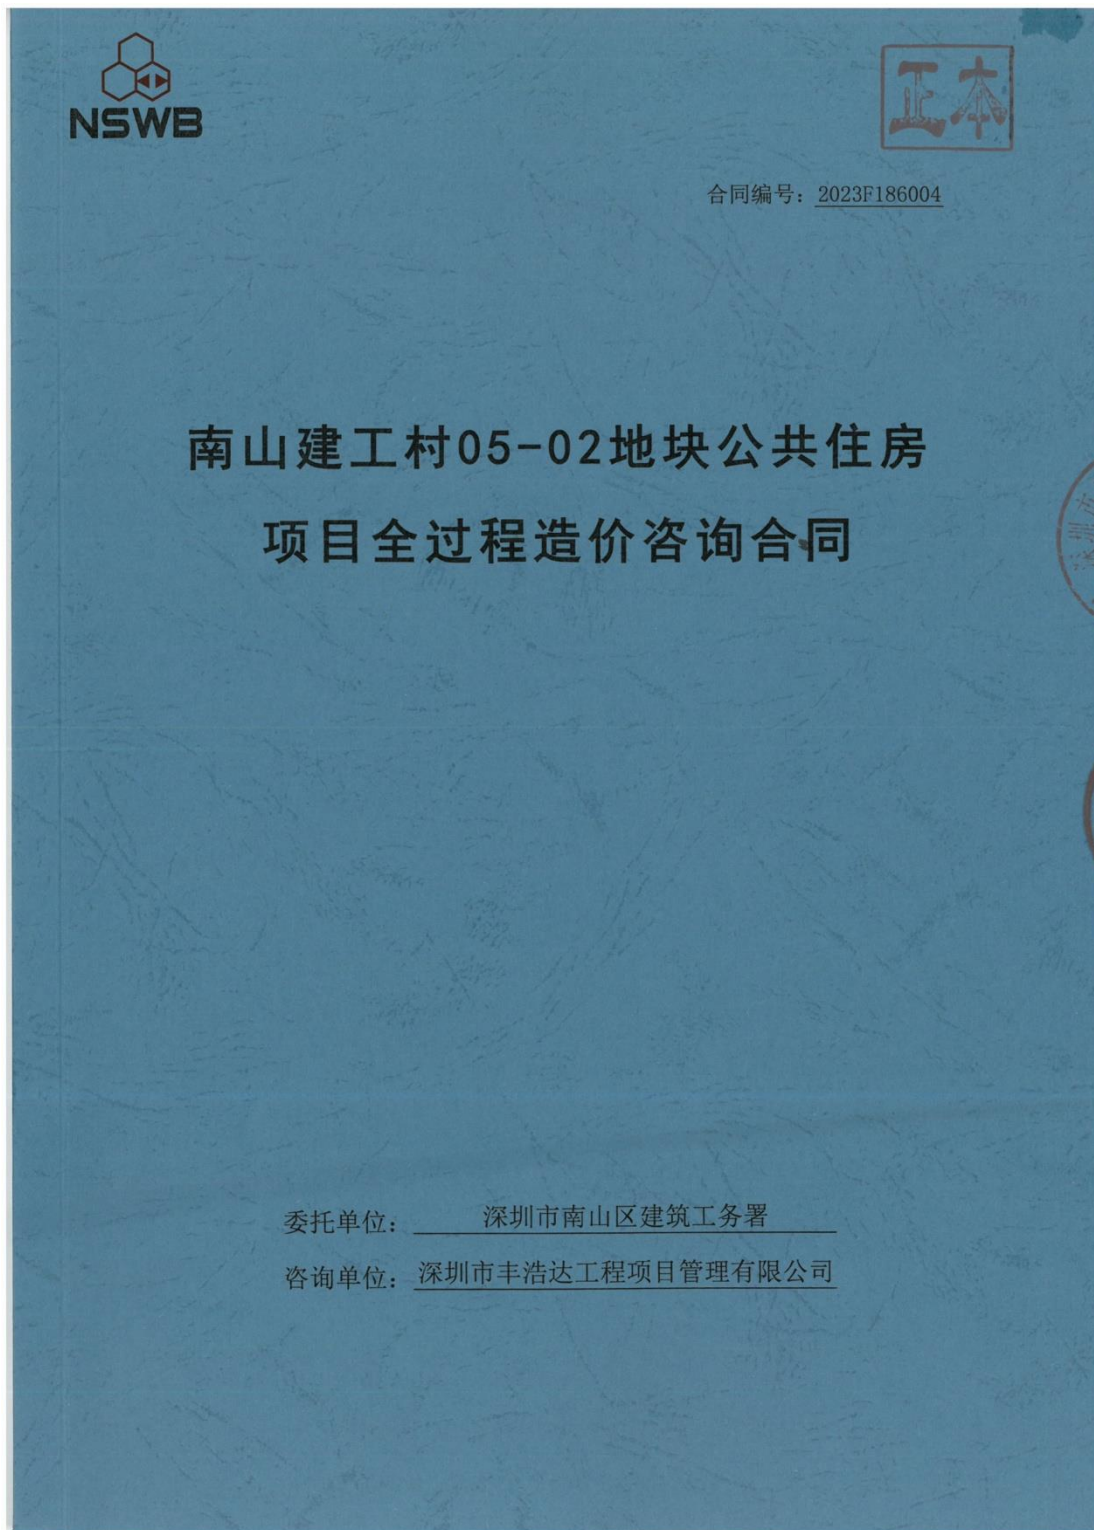 NSWB
正本
合同编号：2023F186004
南山建工村05-02地块公共住房
项目全过程造价咨询合同
深圳市
委托单位：深圳市南山区建筑工务署
咨询单位：深圳市丰浩达工程项目管理有限公司